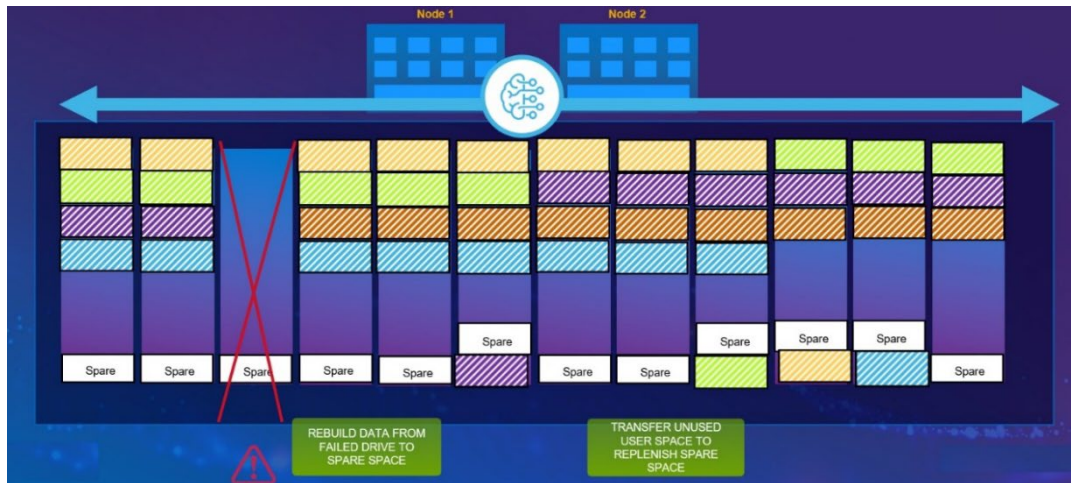 Node 1
Node 2
Spare
Spare
Spare
Spare
Spare
Spare
Spare
Spare
Spare
Spare
Spare
Spare
REBUILD DATA FROM
FAILED DRIVE TO
SPARE SPACE
TRANSFER UNUSED
USER SPACE TO
REPLENISH SPARE
SPACE